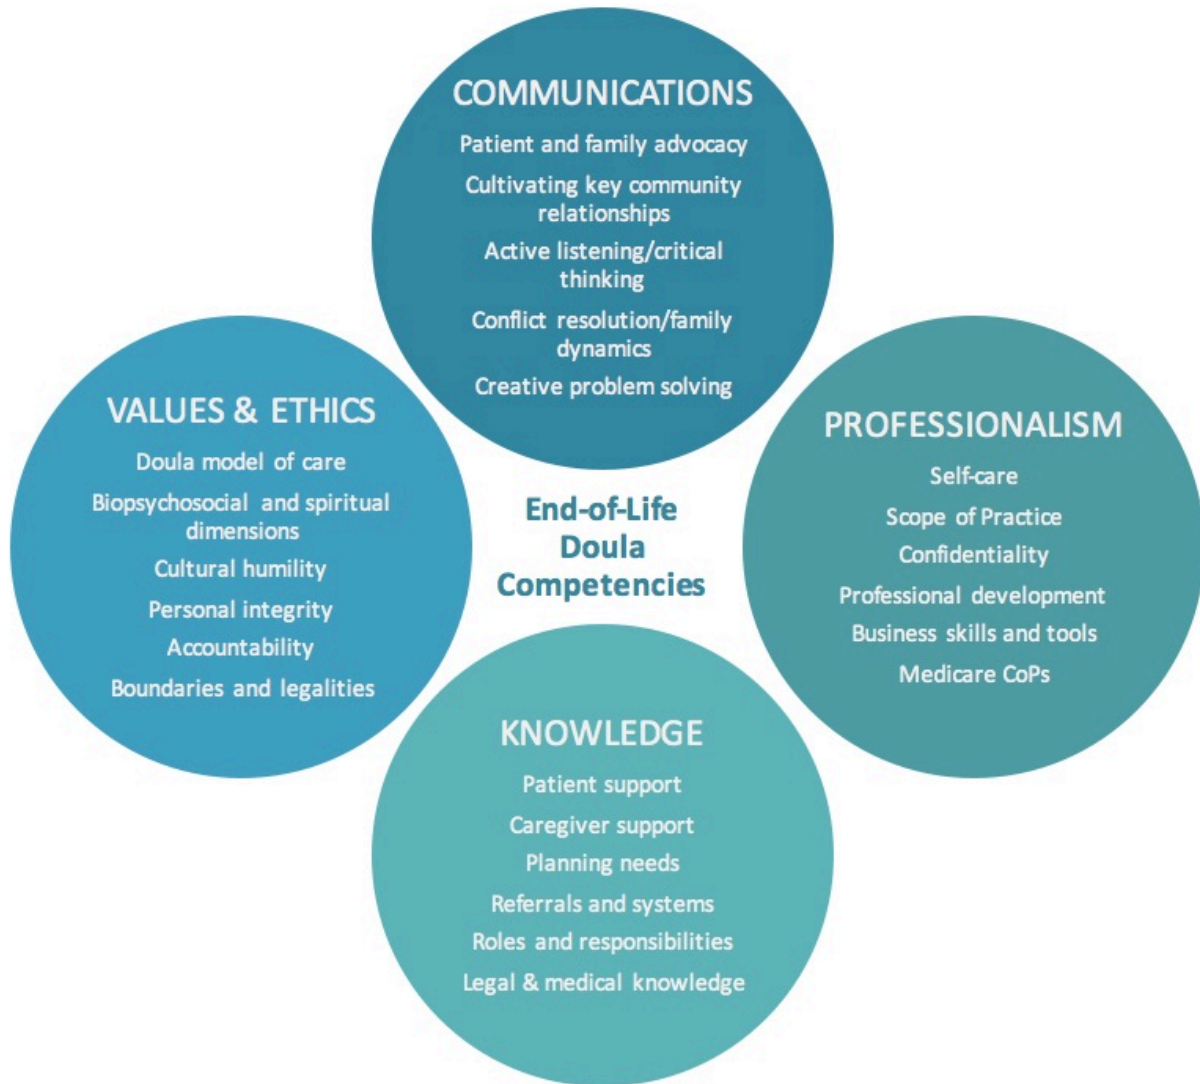 COMMUNICATIONS
Patient and family advocacy
Cultivating key community
relationships
Active listening/critical
thinking
Conflict resolution/family
dynamics
Creative problem solving
VALUES & ETHICS
Doula model of care
Biopsychosocial and spiritual
dimensions
Cultural humility
Personal integrity
Accountability
Boundaries and legalities
End-of-Life
Doula
Competencies
PROFESSIONALISM
Self-care
Scope of Practice
Confidentiality
Professional development
Business skills and tools
Medicare CoPs
KNOWLEDGE
Patient support
Caregiver support
Planning needs
Referrals and systems
Roles and responsibilities
Legal & medical knowledge